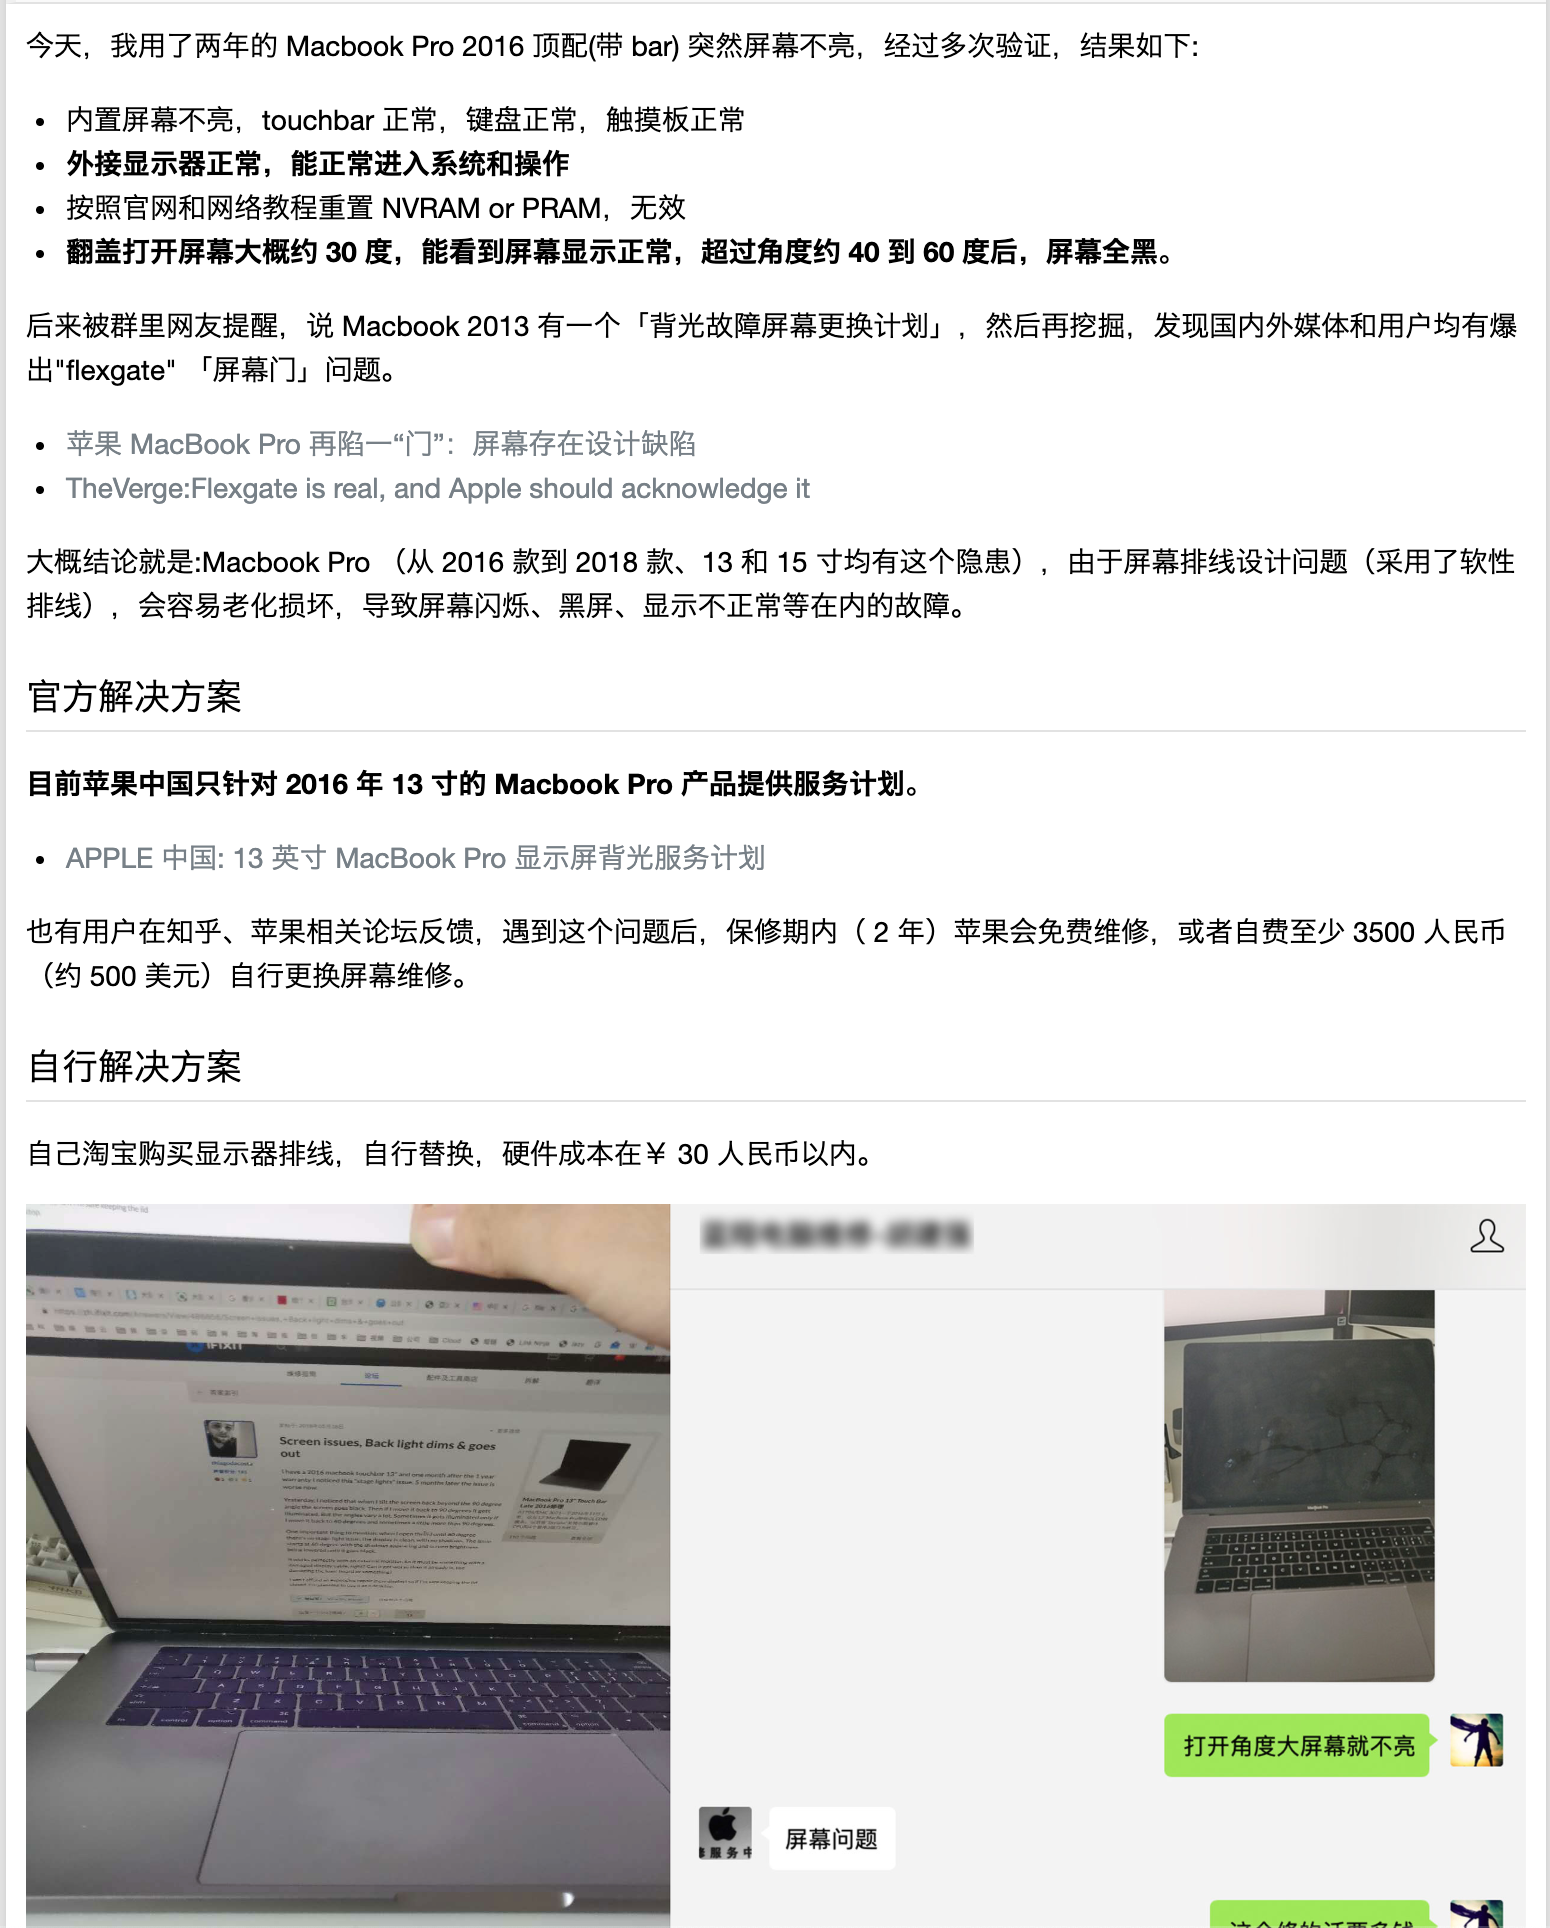 今天，我用了两年的 Macbook Pro 2016 顶配(带 bar) 突然屏幕不亮，经过多次验证，结果如下:
内置屏幕不亮，touchbar 正常，键盘正常，触摸板正常
外接显示器正常，能正常进入系统和操作
按照官网和网络教程重置 NVRAM or PRAM，无效
翻盖打开屏幕大概约 30 度，能看到屏幕显示正常，超过角度约 40 到 60 度后，屏幕全黑。
后来被群里网友提醒，说 Macbook 2013 有一个「背光故障屏幕更换计划」，然后再挖掘，发现国内外媒体和用户均有爆
出"flexgate" 「屏幕门」问题。
苹果 MacBook Pro 再陷一“门”：屏幕存在设计缺陷
TheVerge:Flexgate is real, and Apple should acknowledge it
大概结论就是:Macbook Pro （从 2016 款到 2018 款、13 和 15 寸均有这个隐患），由于屏幕排线设计问题（采用了软性
排线），会容易老化损坏，导致屏幕闪烁、黑屏、显示不正常等在内的故障。
官方解决方案
目前苹果中国只针对 2016 年 13 寸的 Macbook Pro 产品提供服务计划。
APPLE 中国: 13 英寸 MacBook Pro 显示屏背光服务计划
也有用户在知乎、苹果相关论坛反馈，遇到这个问题后，保修期内（ 2 年）苹果会免费维修，或者自费至少 3500 人民币
（约 500 美元）自行更换屏幕维修。
自行解决方案
自己淘宝购买显示器排线，自行替换，硬件成本在￥ 30 人民币以内。
IFIXIT
论坛
Screen issues, Back light dims & goes
out
MacBook Pro 13" Touch Bar
control option command
command option
打开角度大屏幕就不亮
服务中
屏幕问题
这个修的话要多钱